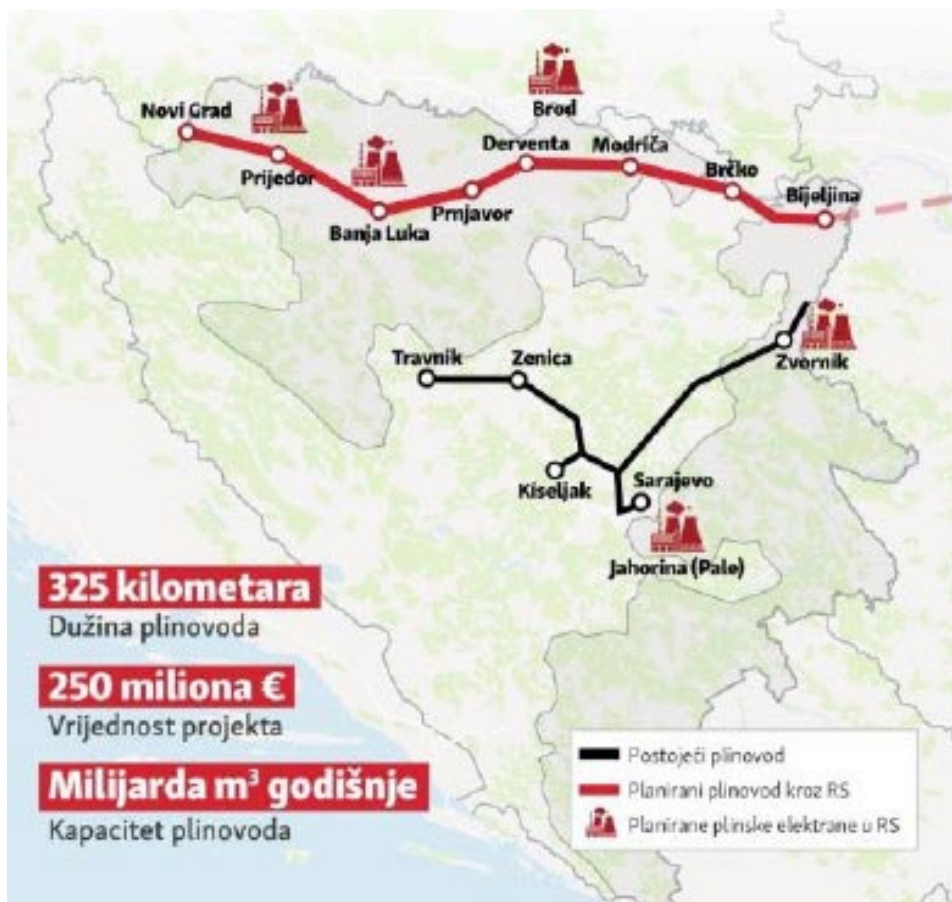 Brod
Novi Grad
Prijedor
Banja Luka
Prnjavor
Derventa
Modriča
Brčko
Bijeljina
Travnik
Zenica
Zvornik
Kiseljak
Sarajevo
Jahorina (Pale)
325 kilometara
Dužina plinovoda
250 miliona €
Vrijednost projekta
Milijarda m³ godišnje
Kapacitet plinovoda
Postojeći plinovod
Planirani plinovod kroz RS
Planirane plinske elektrane u RS